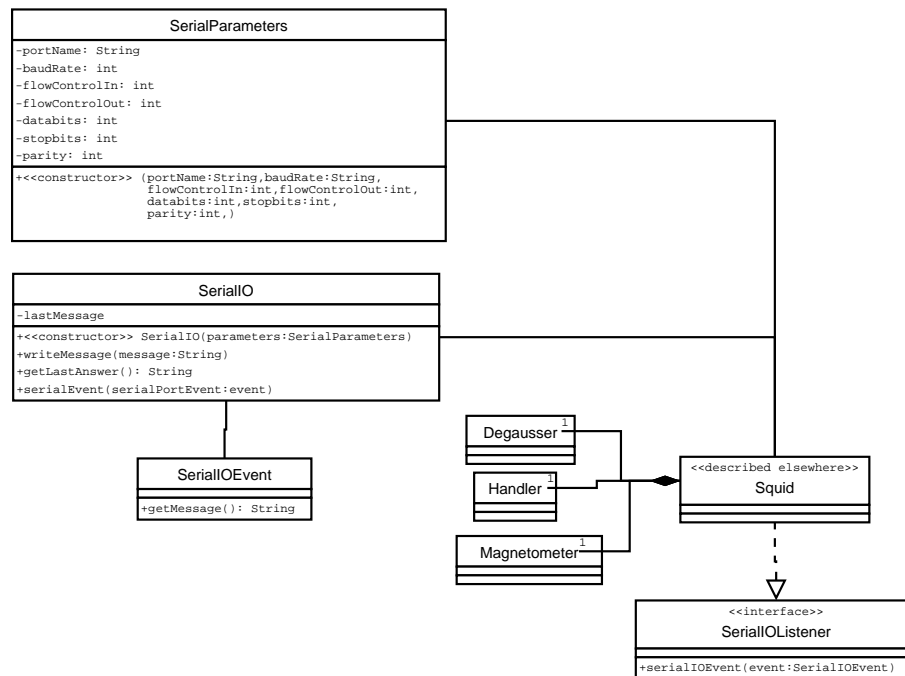 SerialParameters
-portName: String
-baudRate: int
-flowControlIn: int
-flowControlOut: int
-databits: int
-stopbits: int
-parity: int
+<<constructor>> (portName:String,baudRate:String,
flowControlIn:int,flowControlOut:int,
databits:int,stopbits:int,
parity:int,)
SerialIO
-lastMessage
+<<constructor>> SerialIO(parameters:SerialParameters)
+writeMessage(message:String)
+getLastAnswer(): String
+serialEvent(serialPortEvent:event)
SerialIOEvent
+getMessage(): String
Degausser
1
Handler
1
Magnetometer
1
<<described elsewhere>>
Squid
<<interface>>
SerialIOListener
+serialIOEvent(event:SerialIOEvent)